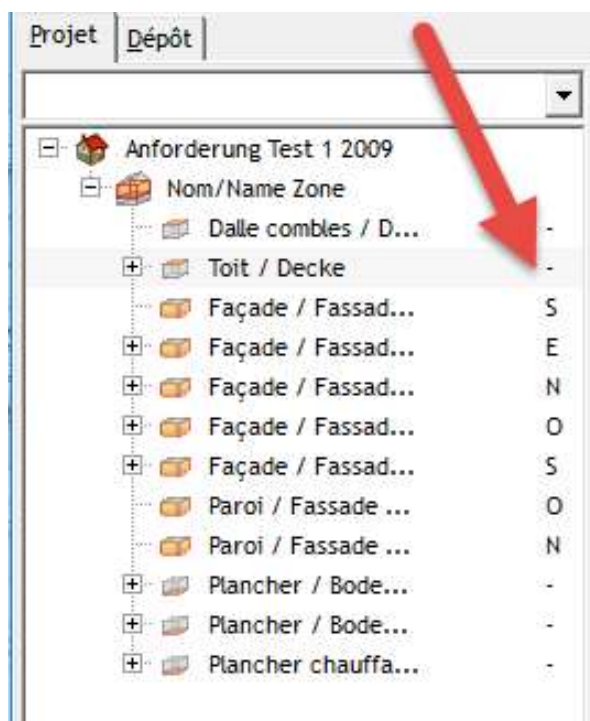 Projet Dépôt
Anforderung Test 1 2009
Nom/Name Zone
Dalle combles / D... -
Toit / Decke -
Façade / Fassad... S
Façade / Fassad... E
Façade / Fassad... N
Façade / Fassad... O
Façade / Fassad... S
Paroi / Fassade ... O
Paroi / Fassade ... N
Plancher / Bode... -
Plancher / Bode... -
Plancher chauffa... -